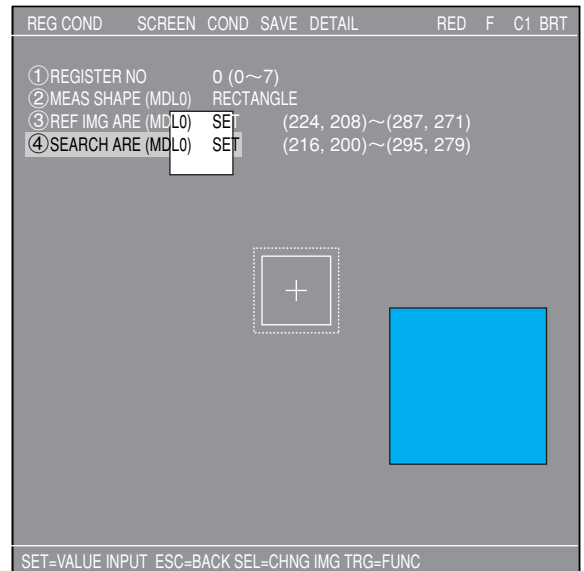 REG COND SCREEN COND SAVE DETAIL RED F C1 BRT
①REGISTER NO 0 (0~7)
②MEAS SHAPE (MDL0) RECTANGLE
③REF IMG ARE (MDL0) SET (224, 208)~(287, 271)
④SEARCH ARE (MDL0) SET (216, 200)~(295, 279)
SET=VALUE INPUT ESC=BACK SEL=CHNG IMG TRG=FUNC